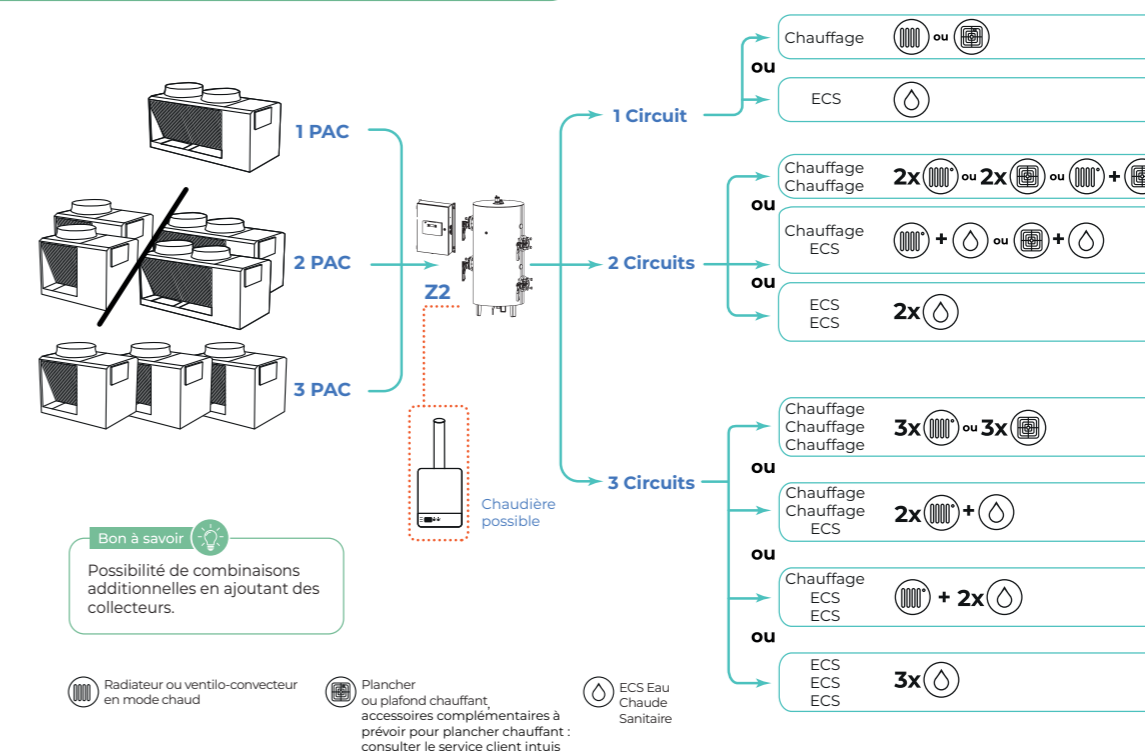 1 PAC
2 PAC
3 PAC
Z2
Chaudière
possible
1 Circuit
Chauffage
ou
ou
ECS
2 Circuits
Chauffage
Chauffage
2x ou 2x ou +
ou
Chauffage
ECS
+ ou +
ou
ECS
ECS
2x
3 Circuits
Chauffage
Chauffage
Chauffage
3x ou 3x
ou
Chauffage
Chauffage
ECS
2x +
ou
Chauffage
ECS
ECS
+ 2x
ou
ECS
ECS
ECS
3x
Bon à savoir
Possibilité de combinaisons
additionnelles en ajoutant des
collecteurs.
Radiateur ou ventilo-convecteur
en mode chaud
Plancher
ou plafond chauffant,
accessoires complémentaires à
prévoir pour plancher chauffant :
consulter le service client intuis
ECS Eau
Chaude
Sanitaire